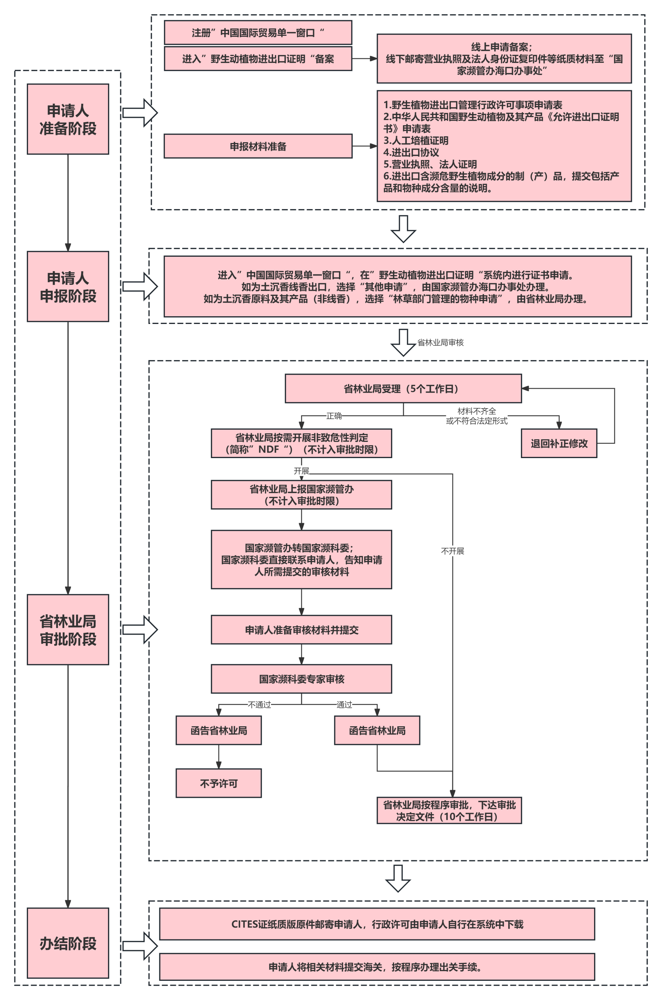 注册”中国国际贸易单一窗口“
进入”野生动植物进出口证明“备案
线上申请备案；
线下邮寄营业执照及法人身份证复印件等纸质材料至“国
家濒管办海口办事处”
申请人
准备阶段
申报材料准备
1.野生植物进出口管理行政许可事项申请表
2.中华人民共和国野生动植物及其产品《允许进出口证明
书》申请表
3.人工培植证明
4.进出口协议
5.营业执照、法人证明
6.进出口含濒危野生植物成分的制（产）品，提交包括产
品和物种成分含量的说明。
申请人
申报阶段
进入”中国国际贸易单一窗口“，在”野生动植物进出口证明“系统内进行证书申请。
如为土沉香线香出口，选择“其他申请”，由国家濒管办海口办事处办理。
如为土沉香原料及其产品（非线香），选择“林草部门管理的物种申请”，由省林业局办理。
省林业局审核
省林业局
审批阶段
省林业局受理（5个工作日）
正确
材料不齐全
或不符合法定形式
省林业局按需开展非致危性判定
（简称”NDF“）（不计入审批时限）
退回补正修改
开展
省林业局上报国家濒管办
（不计入审批时限）
国家濒管办转国家濒科委；
国家濒科委直接联系申请人，告知申请
人所需提交的审核材料
不开展
申请人准备审核材料并提交
国家濒科委专家审核
不通过
通过
函告省林业局
函告省林业局
不予许可
省林业局按程序审批，下达审批
决定文件（10个工作日）
办结阶段
CITES证纸质版原件邮寄申请人，行政许可由申请人自行在系统中下载
申请人将相关材料提交海关，按程序办理出关手续。